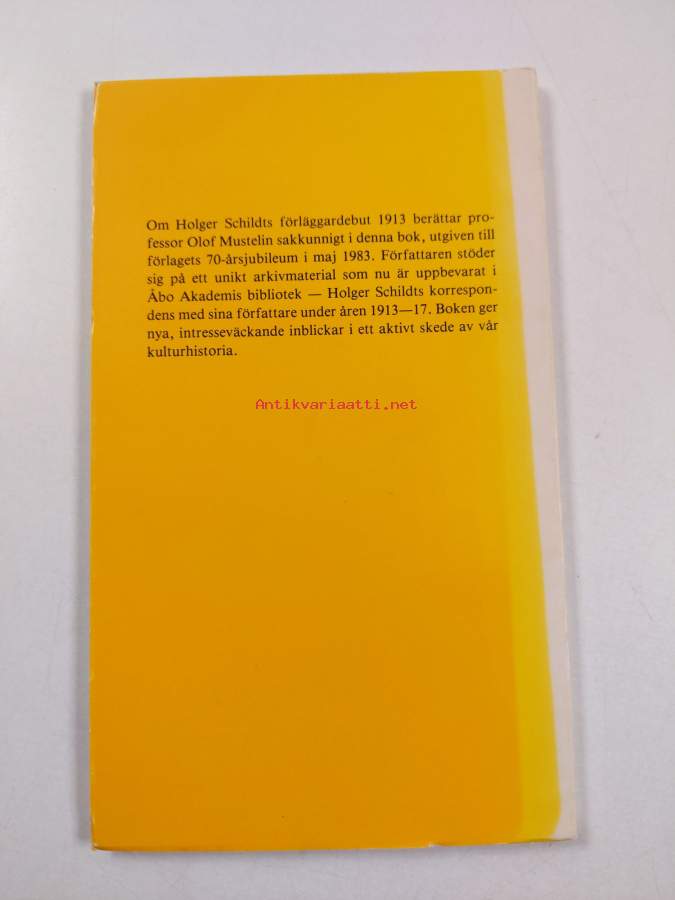 Om Holger Schildts förläggardebut 1913 berättar pro-
fessor Olof Mustelin sakkunnigt i denna bok, utgiven till
förlagets 70-årsjubileum i maj 1983. Författaren stöder
sig på ett unikt arkivmaterial som nu är uppbevarat i
Åbo Akademis bibliotek — Holger Schildts korrespon-
dens med sina författare under åren 1913—17. Boken ger
nya, intresseväckande inblickar i ett aktivt skede av vår
kulturhistoria.
Antikvariaatti.net